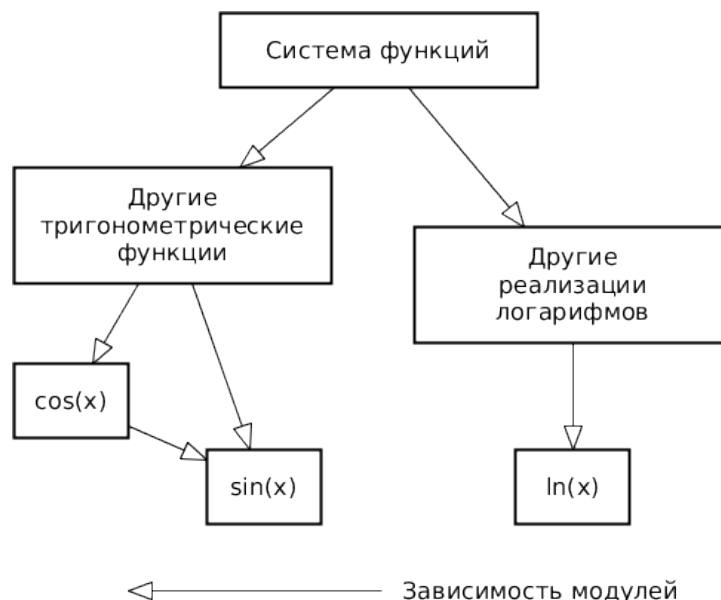 Система функций
Другие
тригонометрические
функции
Другие
реализации
логарифмов
cos(x)
sin(x)
ln(x)
Зависимость модулей